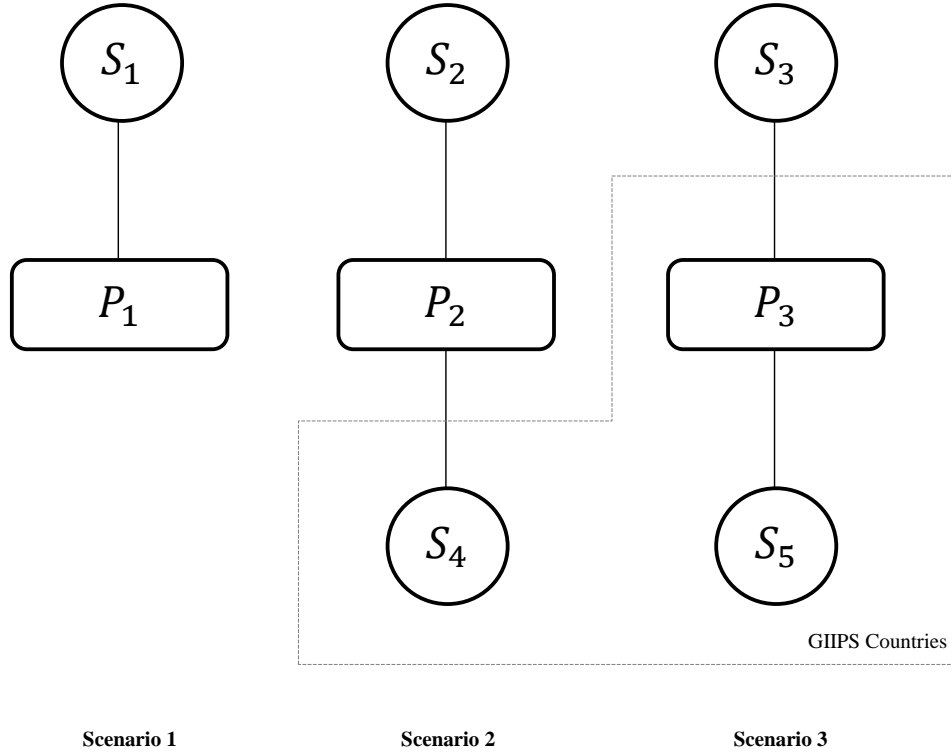 S₁ S₂ S₃
P₁ P₂ P₃
S₄ S₅
GIIPS Countries
Scenario 1 Scenario 2 Scenario 3